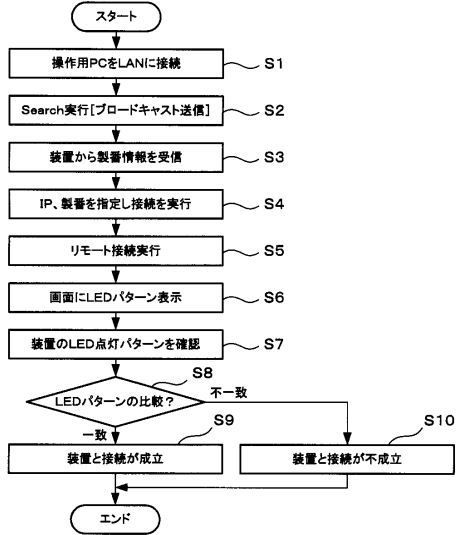 スタート
操作用PCをLANに接続
S1
Search実行[ブロードキャスト送信]
S2
装置から製番情報を受信
S3
IP、製番を指定し接続を実行
S4
リモート接続実行
S5
画面にLEDパターン表示
S6
装置のLED点灯パターンを確認
S7
S8
LEDパターンの比較?
不一致
一致
S9
S10
装置と接続が成立
装置と接続が不成立
エンド